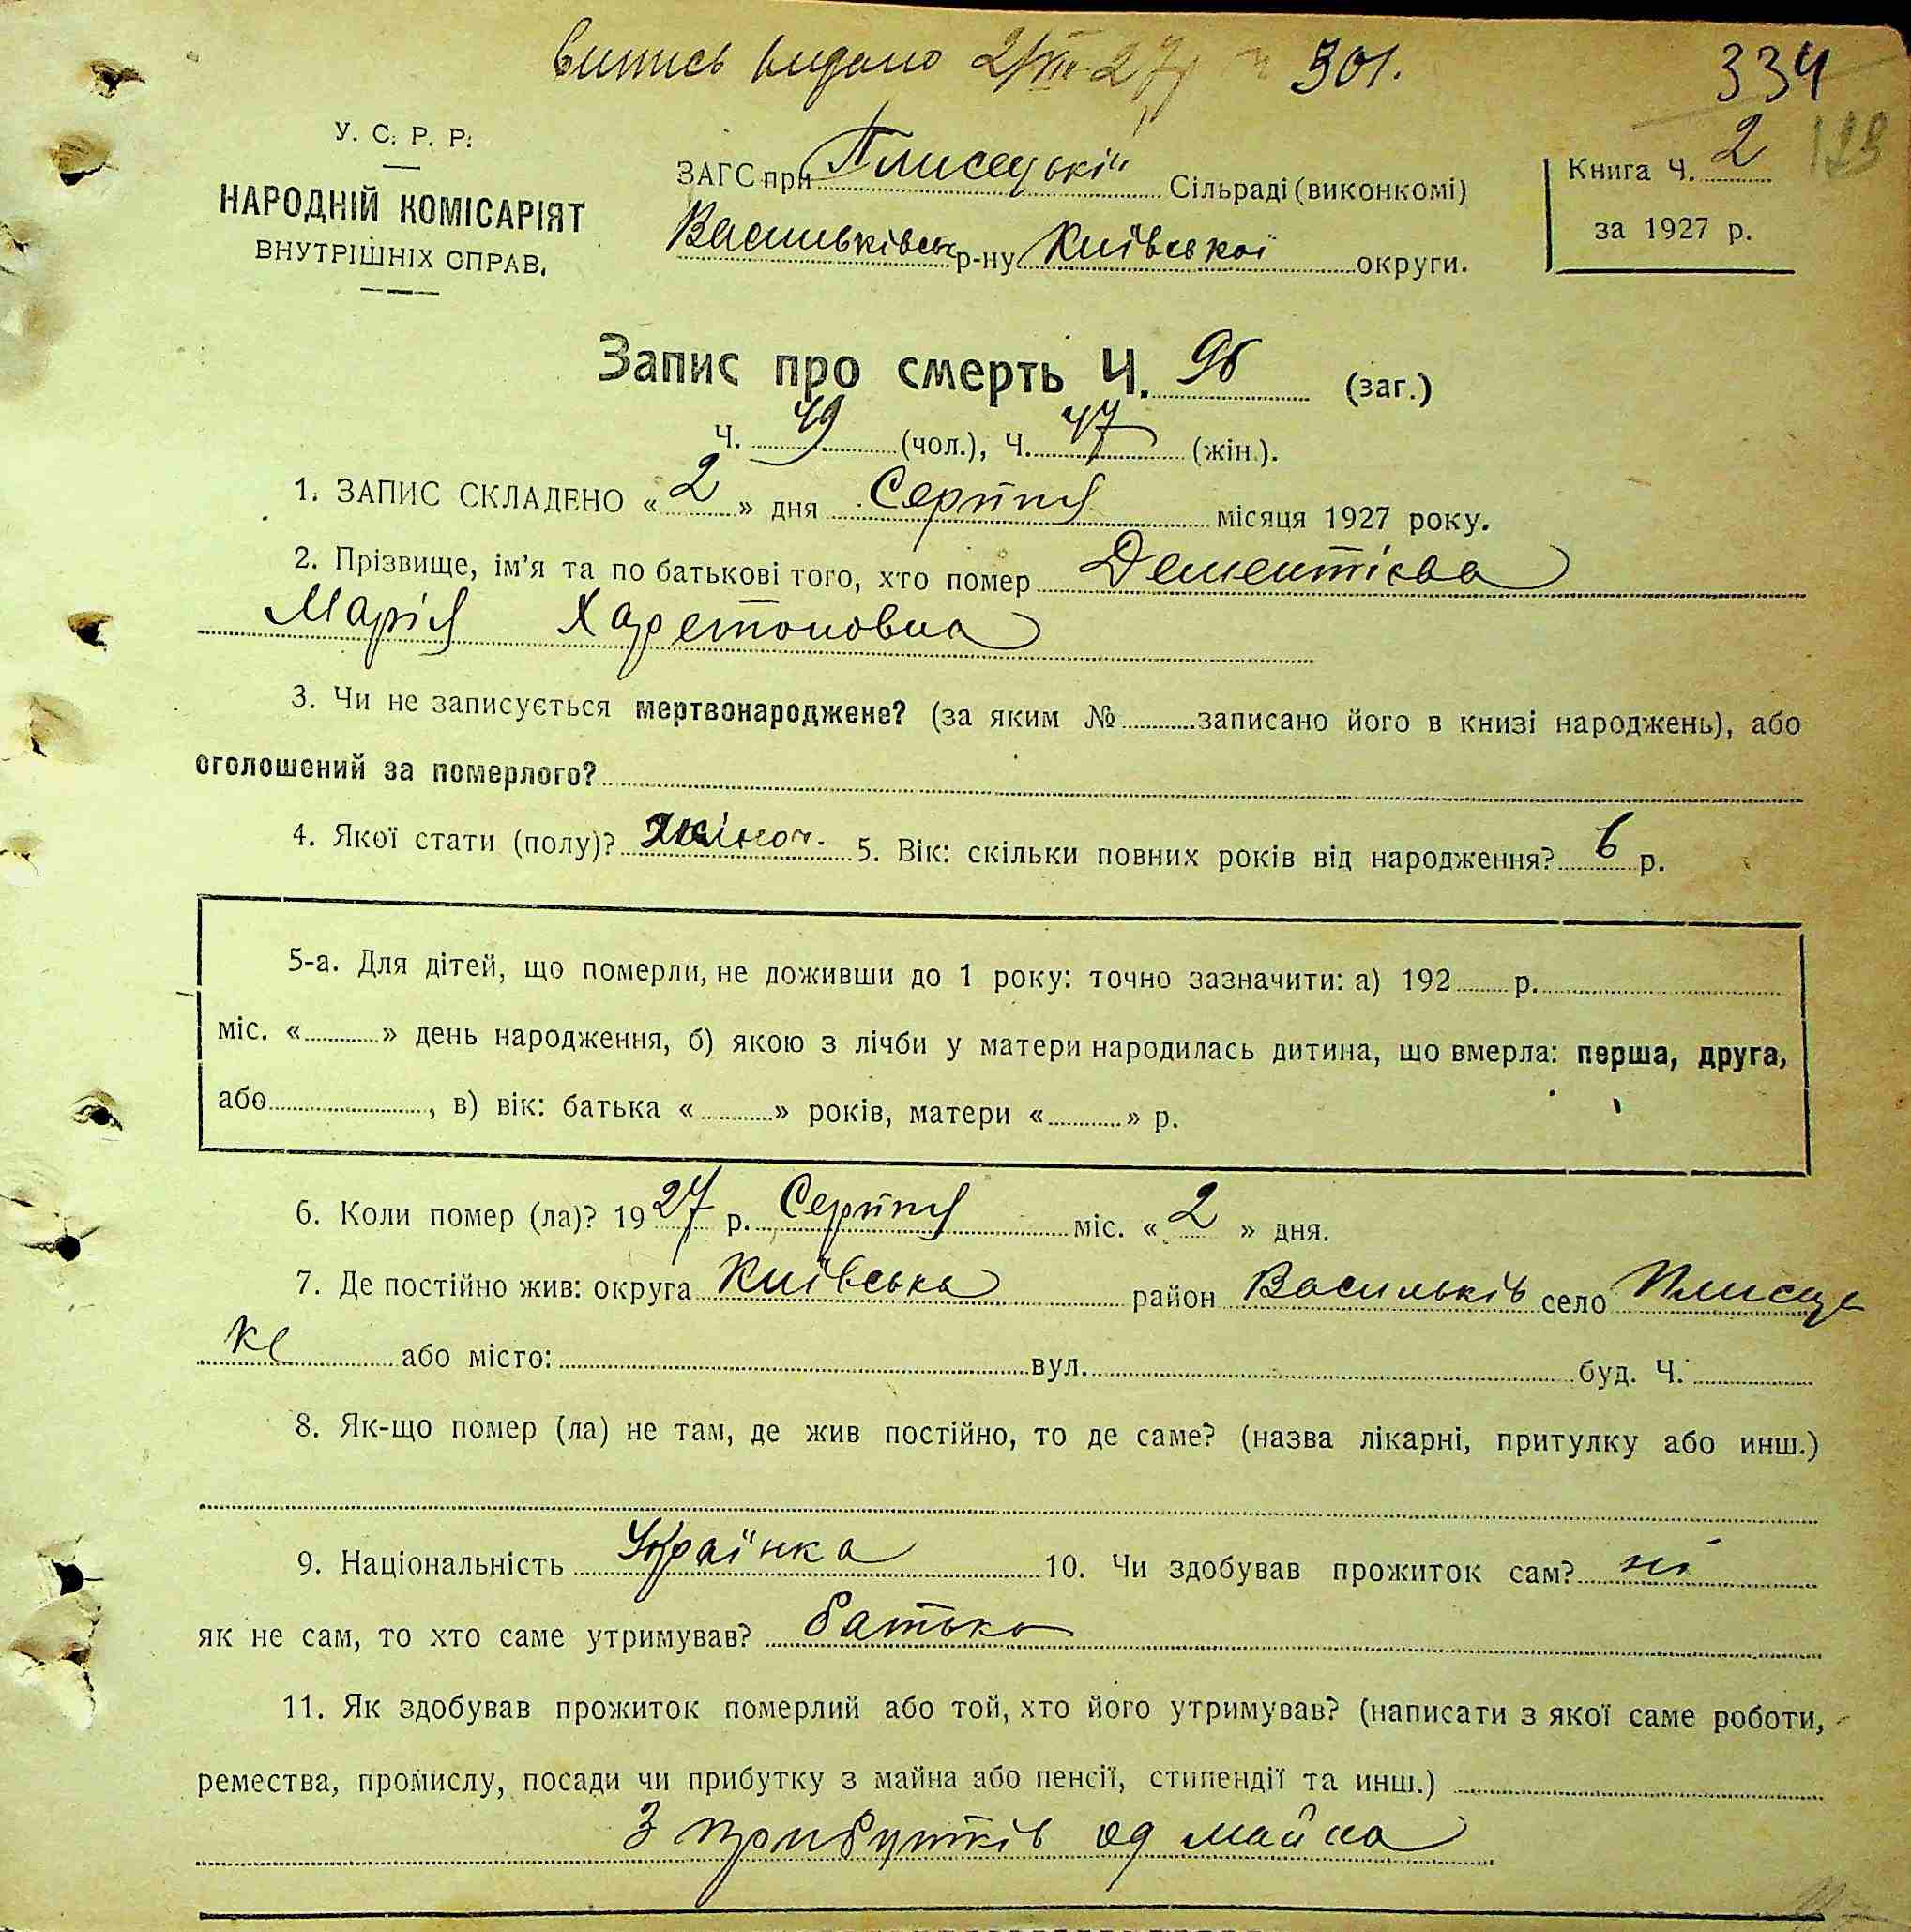 Витись видано 2/VIII-27р ч 301.
334
123
У. С. Р. Р.
НАРОДНІЙ КОМІСАРІЯТ
ВНУТРІШНІХ СПРАВ.
ЗАГС при Плисецькій Сільраді (виконкомі)
Васильківськ р-ну Київської округи.
Книга Ч. 2
за 1927 р.
Запис про смерть Ч. 96 (заг.)
Ч. 49 (чол.), Ч. 47 (жін.).
1. ЗАПИС СКЛАДЕНО « 2 » дня Серпня місяця 1927 року.
2. Прізвище, ім'я та по батькові того, хто помер Дементієва
Марія Харетоновна
3. Чи не записується мертвонароджене? (за яким № записано його в книзі народжень), або
оголошений за померлого?
4. Якої стати (полу)? жіноч. 5. Вік: скільки повних років від народження? 6 р.
5-а. Для дітей, що померли, не доживши до 1 року: точно зазначити: а) 192 р.
міс. « » день народження, б) якою з лічби у матери народилась дитина, що вмерла: перша, друга,
або , в) вік: батька « » років, матери « » р.
6. Коли помер (ла)? 1927 р. Серпня міс. « 2 » дня.
7. Де постійно жив: округа Київська район Васильків село Плисеце
ке або місто: вул. буд. Ч.
8. Як-що помер (ла) не там, де жив постійно, то де саме? (назва лікарні, притулку або инш.)
9. Національність Українка 10. Чи здобував прожиток сам? ні
як не сам, то хто саме утримував? батько
11. Як здобував прожиток померлий або той, хто його утримував? (написати з якої саме роботи,
ремества, промислу, посади чи прибутку з майна або пенсії, стипендії та инш.)
З прибутків од майна